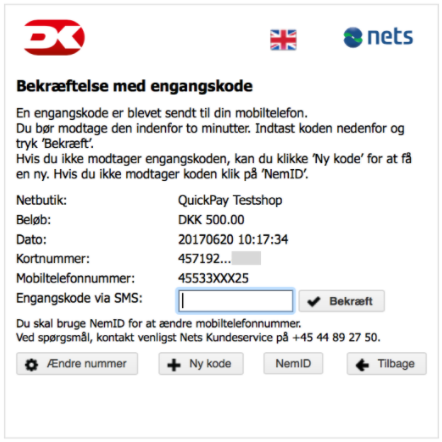 DK
nets
Bekræftelse med engangskode
En engangskode er blevet sendt til din mobiltelefon.
Du bør modtage den indenfor to minutter. Indtast koden nedenfor og
tryk 'Bekræft'.
Hvis du ikke modtager engangskoden, kan du klikke 'Ny kode' for at få
en ny. Hvis du ikke modtager koden klik på 'NemID'.
Netbutik: QuickPay Testshop
Beløb: DKK 500.00
Dato: 20170620 10:17:34
Kortnummer: 457192...
Mobiltelefonnummer: 45533XXX25
Engangskode via SMS: Bekræft
Du skal bruge NemID for at ændre mobiltelefonnummer.
Ved spørgsmål, kontakt venligst Nets Kundeservice på +45 44 89 27 50.
Ændre nummer Ny kode NemID Tilbage